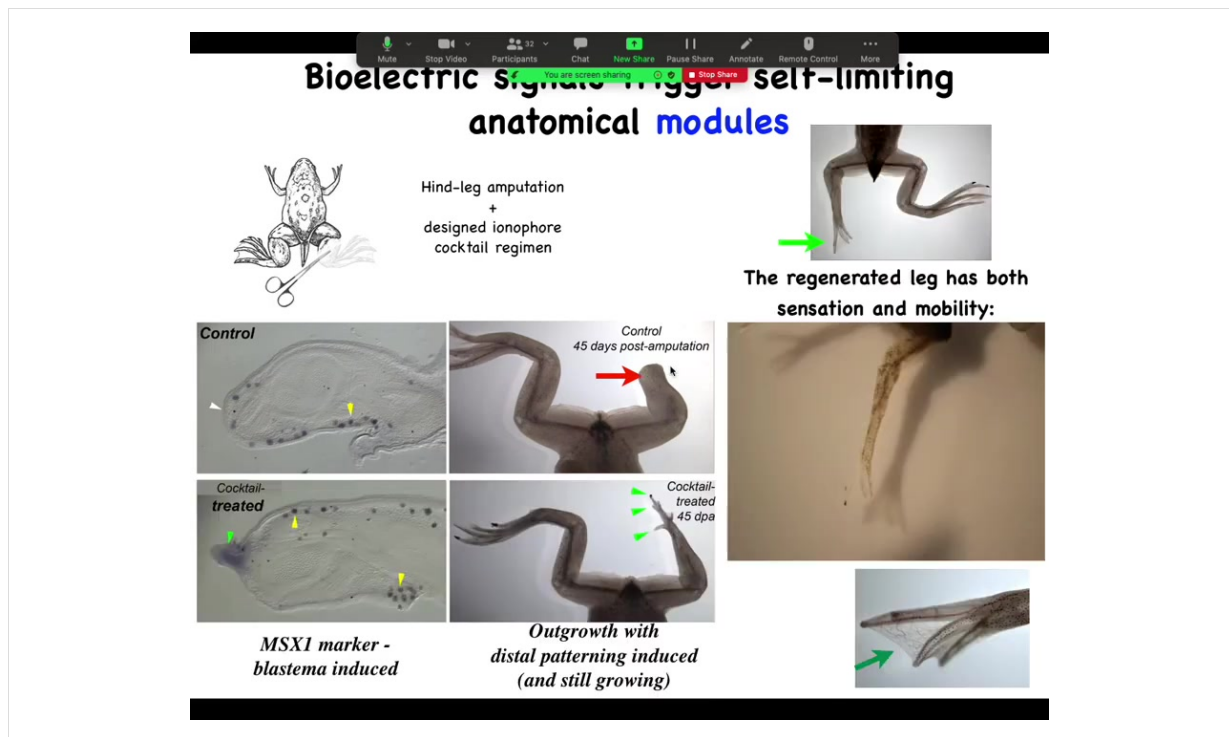 Mute
Stop Video
32
Participants
Chat
New Share
Pause Share
Annotate
Remote Control
More
You are screen sharing
Stop Share
Bioelectric signals trigger self-limiting
anatomical modules
Hind-leg amputation
+
designed ionophore
cocktail regimen
The regenerated leg has both
sensation and mobility:
Control
Control
45 days post-amputation
Cocktail-
treated
Cocktail-
treated
45 dpa
MSX1 marker -
blastema induced
Outgrowth with
distal patterning induced
(and still growing)